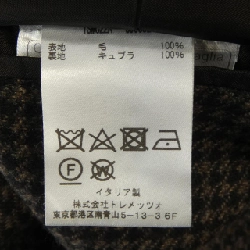 表地 毛 100%
裏地 キュプラ 100%
F W
イタリア製
株式会社トレメッツォ
東京都港区南青山5-13-3 6F